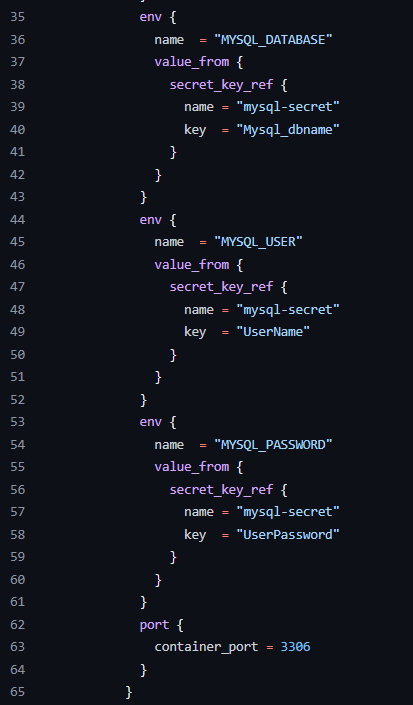 35 env {
36 name = "MYSQL_DATABASE"
37 value_from {
38 secret_key_ref {
39 name = "mysql-secret"
40 key = "Mysql_dbname"
41 }
42 }
43 }
44 env {
45 name = "MYSQL_USER"
46 value_from {
47 secret_key_ref {
48 name = "mysql-secret"
49 key = "UserName"
50 }
51 }
52 }
53 env {
54 name = "MYSQL_PASSWORD"
55 value_from {
56 secret_key_ref {
57 name = "mysql-secret"
58 key = "UserPassword"
59 }
60 }
61 }
62 port {
63 container_port = 3306
64 }
65 }